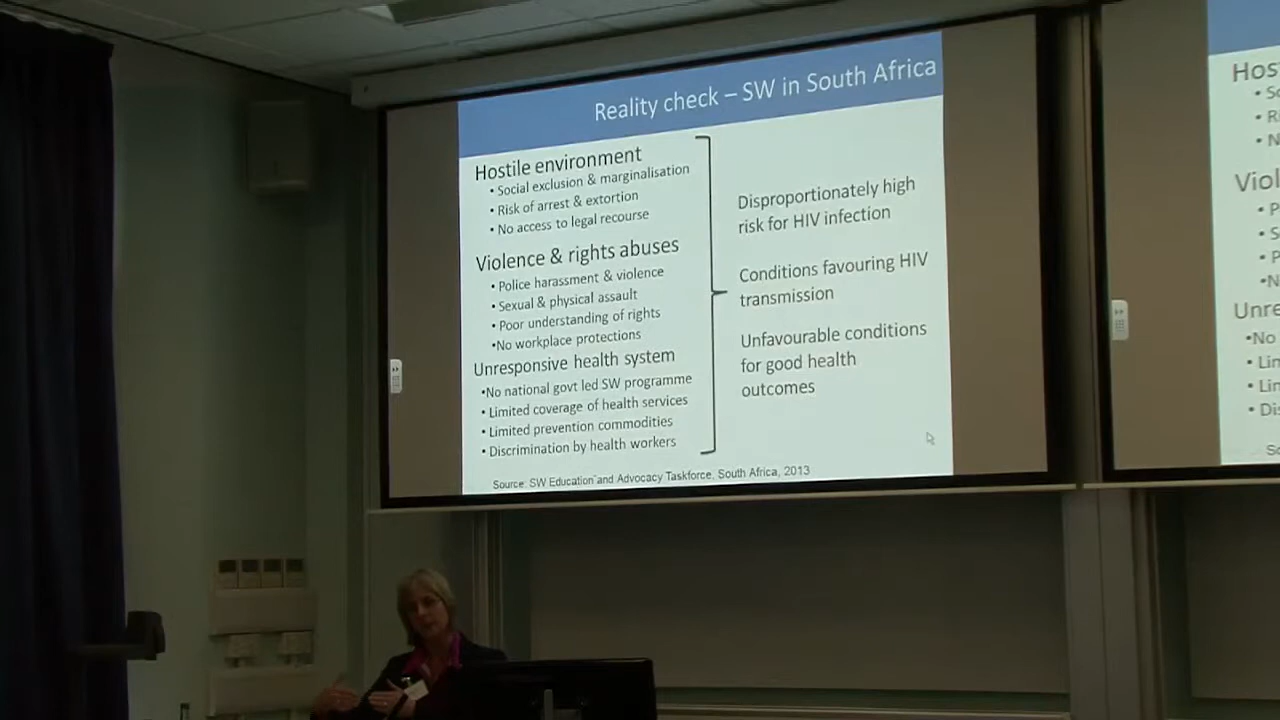 Reality check – SW in South Africa
Hostile environment
• Social exclusion & marginalisation
• Risk of arrest & extortion
• No access to legal recourse
Violence & rights abuses
• Police harassment & violence
• Sexual & physical assault
• Poor understanding of rights
•No workplace protections
Unresponsive health system
•No national govt led SW programme
• Limited coverage of health services
• Limited prevention commodities
• Discrimination by health workers
Disproportionately high
risk for HIV infection
Conditions favouring HIV
transmission
Unfavourable conditions
for good health
outcomes
Source. SW Education and Advocacy Taskforce. South Africa, 2013
•No